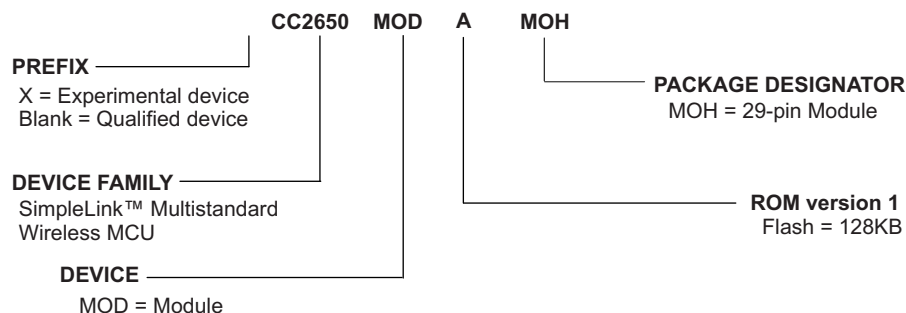 CC2650 MOD A MOH
PREFIX
X = Experimental device
Blank = Qualified device
PACKAGE DESIGNATOR
MOH = 29-pin Module
DEVICE FAMILY
SimpleLink™ Multistandard
Wireless MCU
ROM version 1
Flash = 128KB
DEVICE
MOD = Module